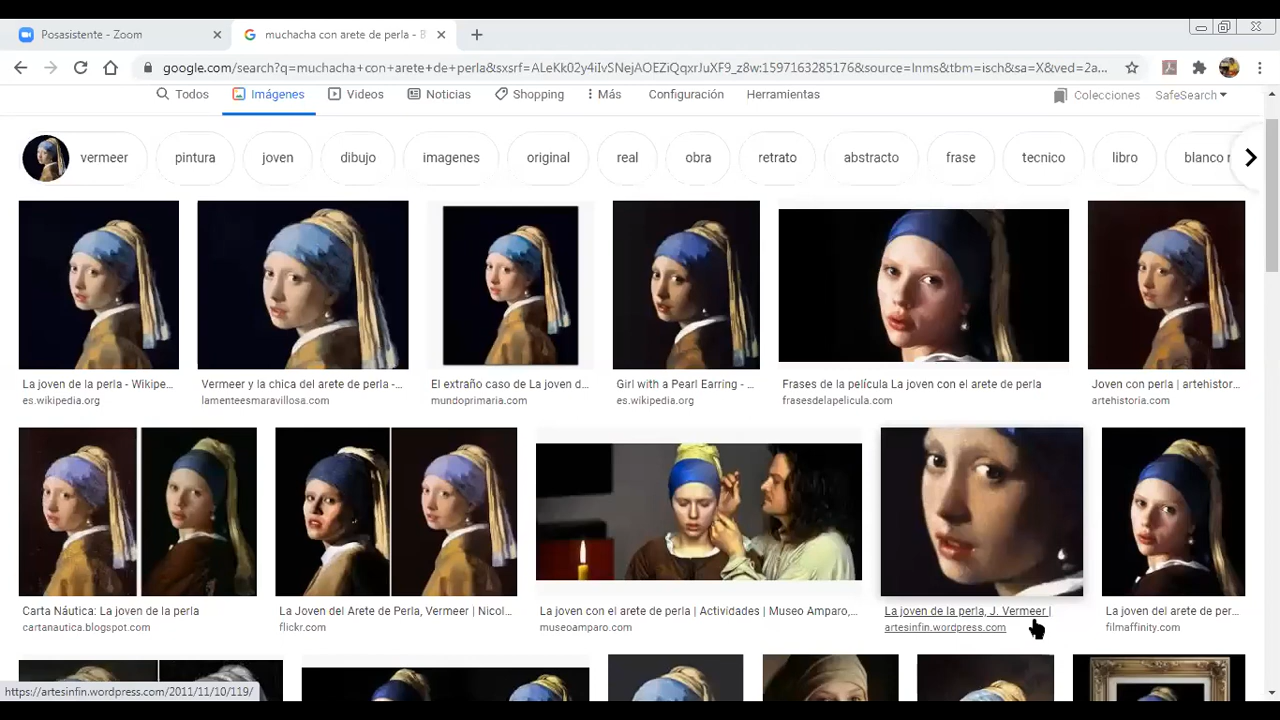 Posasistente - Zoom
muchacha con arete de perla - B
google.com/search?q=muchacha+con+arete+de+perla&sxsrf=ALeKk02y4iIvSNejAOEZiQqxrJuXF9_z8w:1597163285176&source=lnms&tbm=isch&sa=X&ved=2a...
Todos
Imágenes
Videos
Noticias
Shopping
Más
Configuración
Herramientas
Colecciones
SafeSearch
vermeer
pintura
joven
dibujo
imagenes
original
real
obra
retrato
abstracto
frase
tecnico
libro
blanco
La joven de la perla - Wikipe...
es.wikipedia.org
Vermeer y la chica del arete de perla -...
lamenteesmaravillosa.com
El extraño caso de La joven d...
mundoprimaria.com
Girl with a Pearl Earring - ...
es.wikipedia.org
Frases de la película La joven con el arete de perla
frasesdelapelicula.com
Joven con perla | artehistor...
artehistoria.com
Carta Náutica: La joven de la perla
cartanautica.blogspot.com
La Joven del Arete de Perla, Vermeer | Nicol...
flickr.com
La joven con el arete de perla | Actividades | Museo Amparo,...
museoamparo.com
La joven de la perla, J. Vermeer |
artesinfin.wordpress.com
La joven del arete de per...
filmaffinity.com
https://artesinfin.wordpress.com/2011/11/10/119/